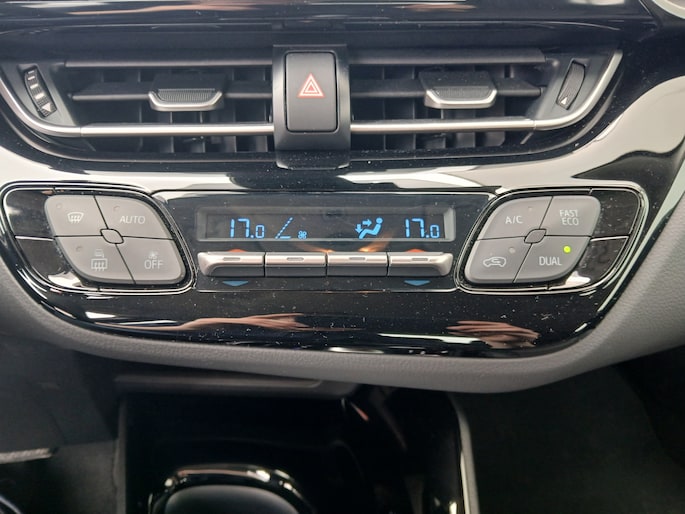 17.0 17.0
AUTO
OFF
A/C
FAST
ECO
DUAL